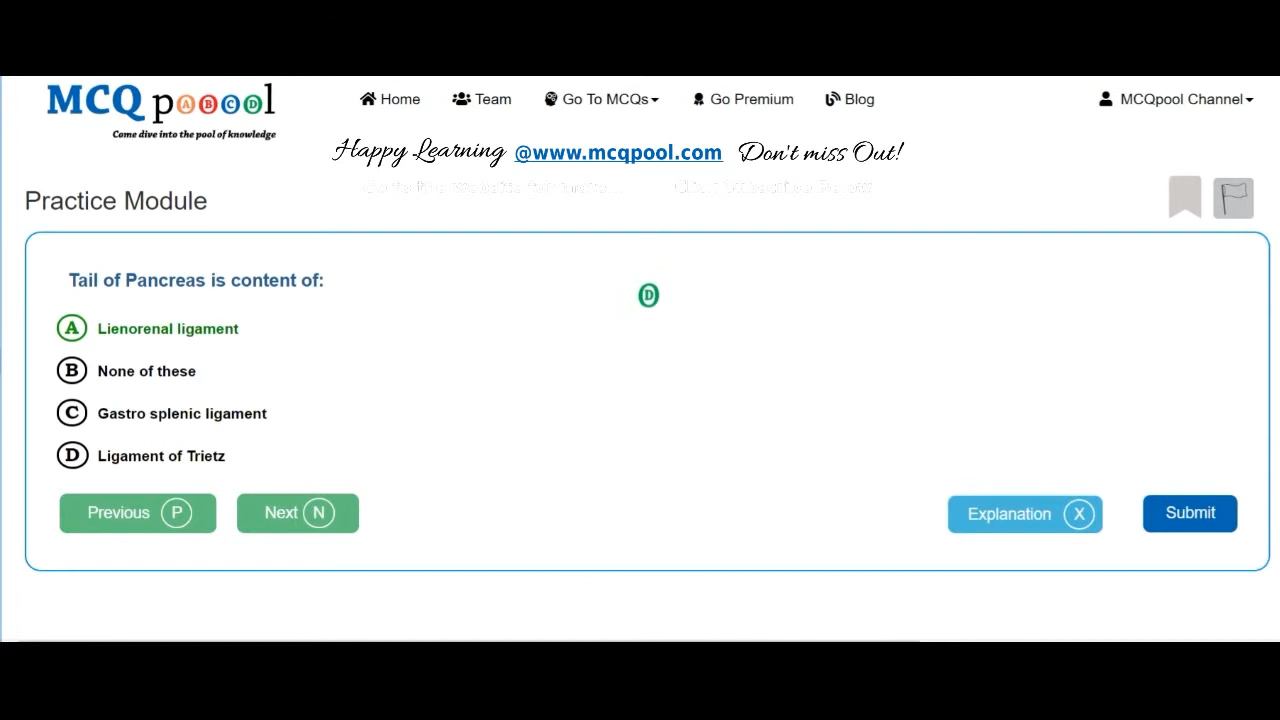 MCQ pooool
Come dive into the pool of knowledge
Home Team Go To MCQs Go Premium Blog MCQpool Channel
Happy Learning @www.mcqpool.com Don't miss Out!
Practice Module
Tail of Pancreas is content of:
D
A Lienorenal ligament
B None of these
C Gastro splenic ligament
D Ligament of Trietz
Previous P Next N Explanation X Submit